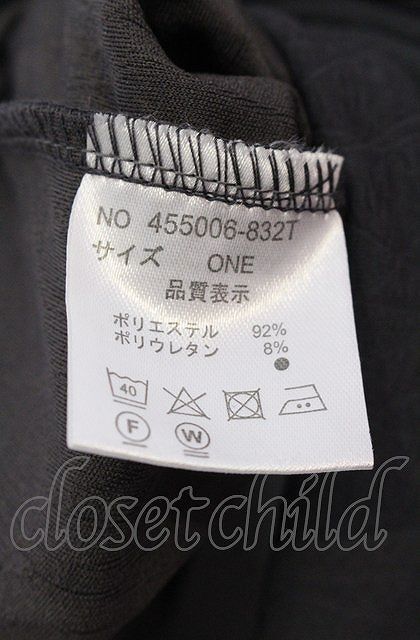 NO 455006-832T
サイズ ONE
品質表示
ポリエステル 92%
ポリウレタン 8%
40
F W
closet child